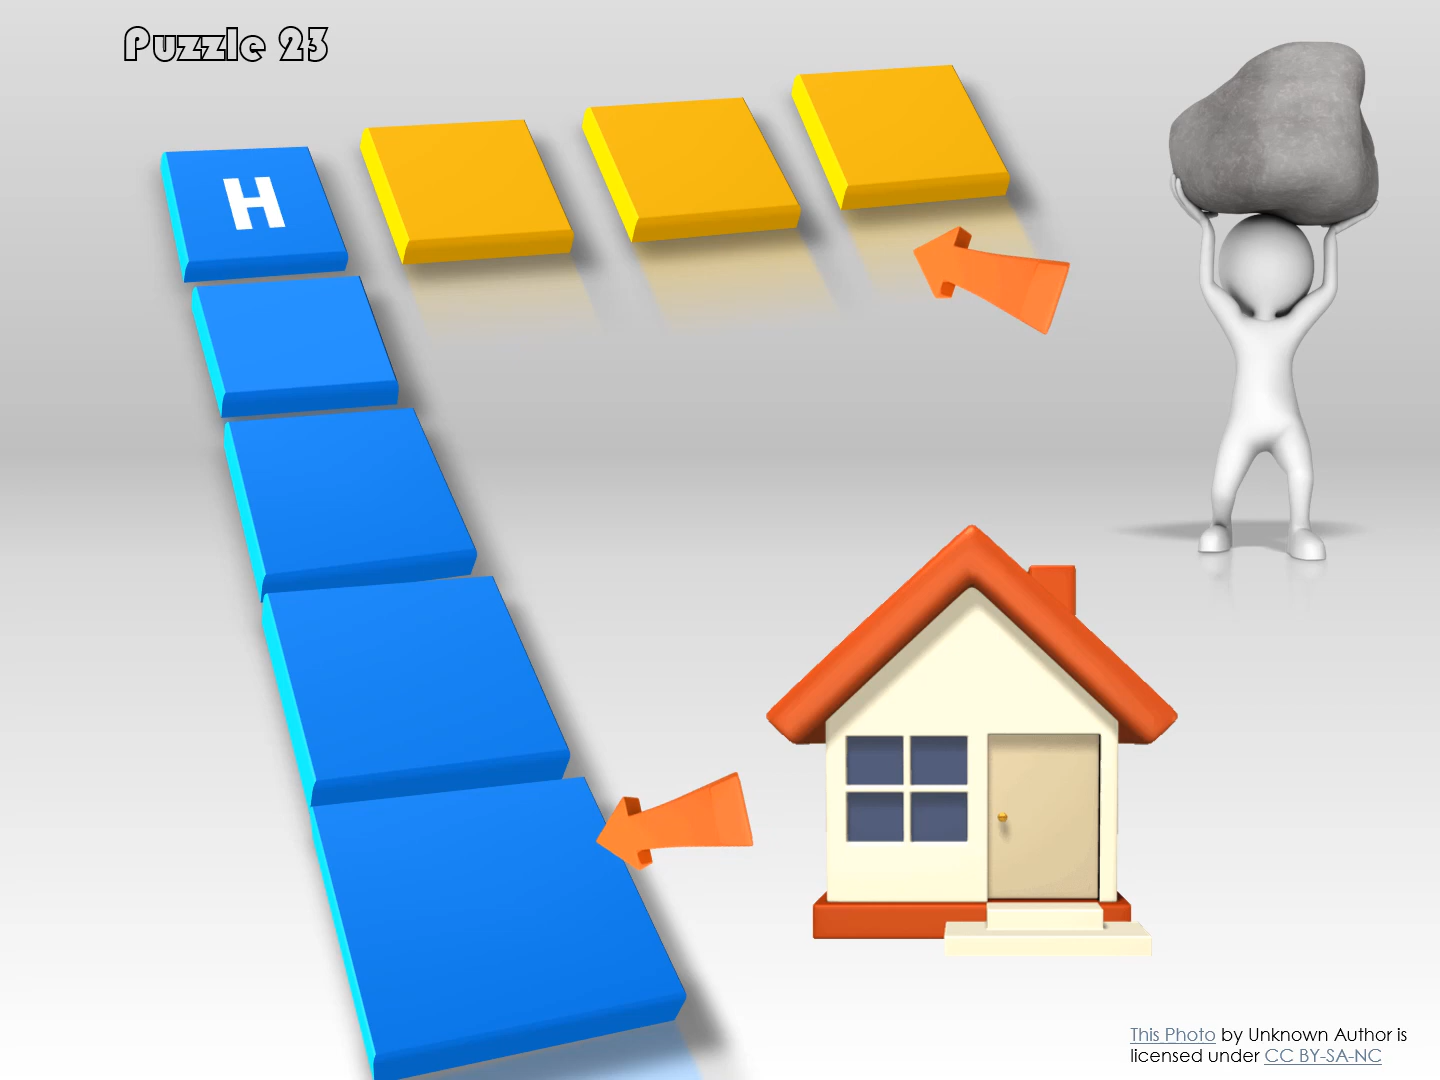 Puzzle 23
H
This Photo by Unknown Author is
licensed under CC BY-SA-NC